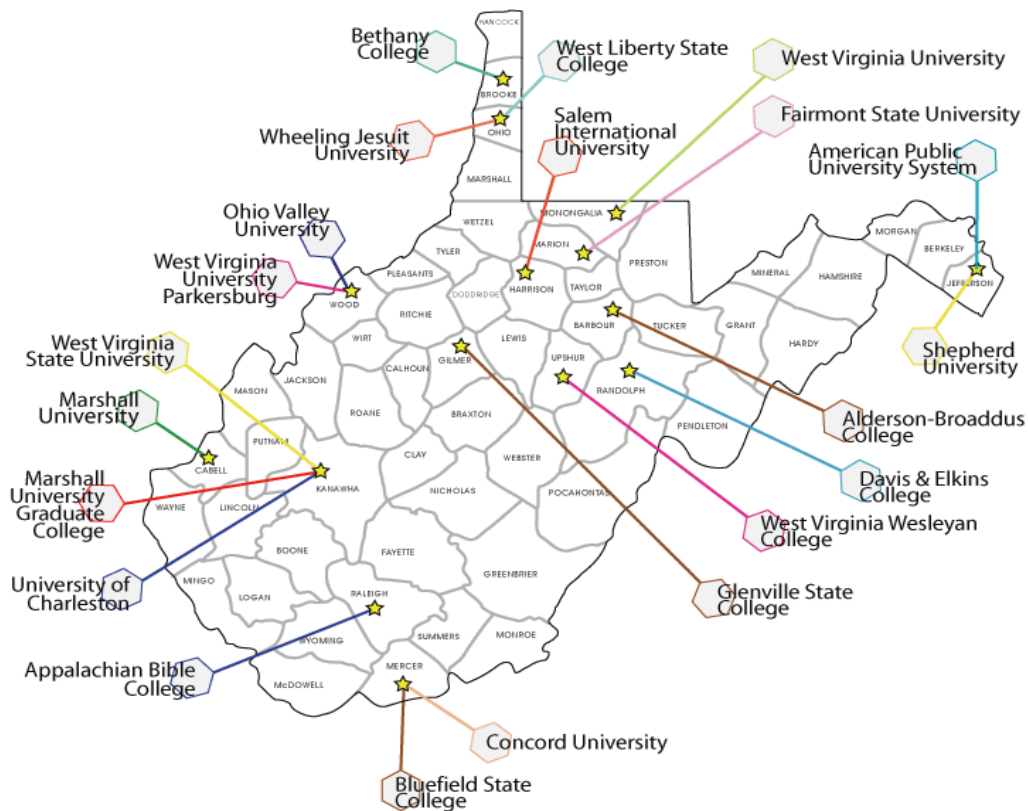 HANCOCK
Bethany
College
West Liberty State
College
West Virginia University
BROOKE
Wheeling Jesuit
University
OHIO
Salem
International
University
Fairmont State University
American Public
University System
MARSHALL
Ohio Valley
University
WETZEL
MONONGALIA
MORGAN
BERKELEY
JEFFERSON
West Virginia
University
Parkersburg
TYLER
MARION
PRESTON
MINERAL
HAMSHIRE
PLEASANTS
DODDRIDGE
HARRISON
TAYLOR
WOOD
RITCHIE
BARBOUR
TUCKER
GRANT
HARDY
Shepherd
University
West Virginia
State University
WIRT
LEWIS
GILMER
CALHOUN
UPSHUR
RANDOLPH
MASON
JACKSON
ROANE
BRAXTON
PENDLETON
Alderson-Broaddus
College
Marshall
University
PUTNAM
CABELL
CLAY
WEBSTER
Davis & Elkins
College
Marshall
University
Graduate
College
WAYNE
LINCOLN
KANAWHA
NICHOLAS
POCAHONTAS
West Virginia Wesleyan
College
BOONE
FAYETTE
GREENBRIER
University of
Charleston
MINGO
LOGAN
RALEIGH
Glenville State
College
WYOMING
SUMMERS
MONROE
Appalachian Bible
College
McDOWELL
MERCER
Concord University
Bluefield State
College